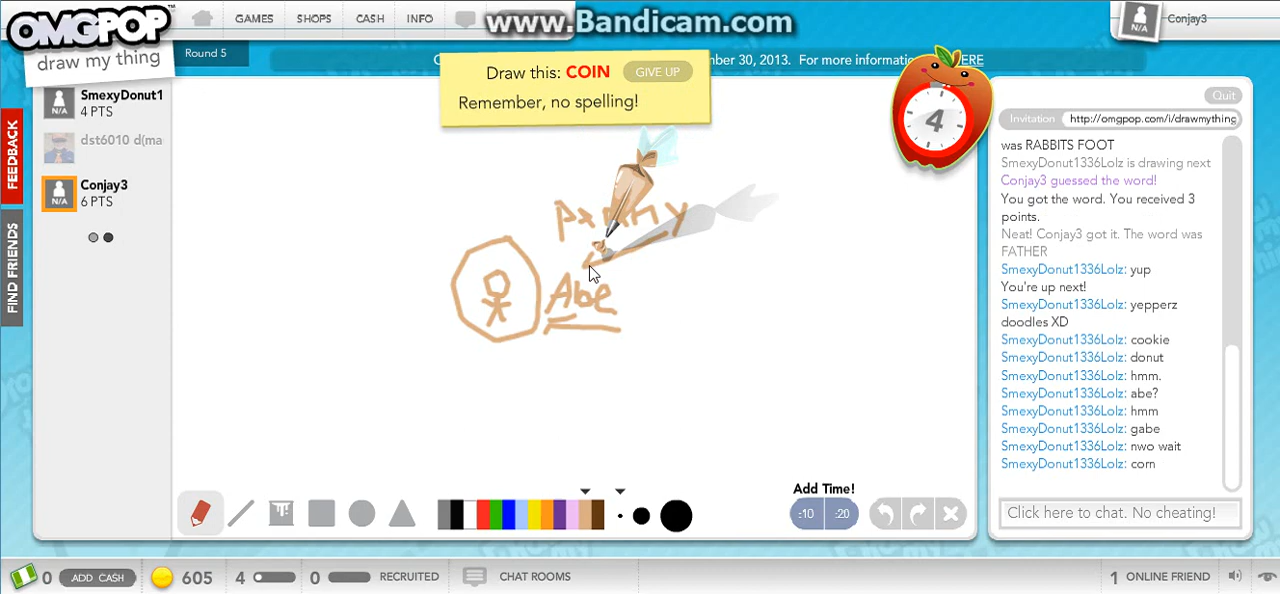 www.Bandicam.com
OMGPOP
draw my thing
GAMES SHOPS CASH INFO
Conjay3
N/A
Round 5
Draw this: COIN GIVE UP
Remember, no spelling!
mber 30, 2013. For more informatio
ERE
4
FEEDBACK
FIND FRIENDS
SmexyDonut1
4 PTS
N/A
dst6010 d(ma
Conjay3
6 PTS
N/A
Abe
Quit
Invitation http://omgpop.com/i/drawmything
was RABBITS FOOT
SmexyDonut1336Lolz is drawing next
Conjay3 guessed the word!
You got the word. You received 3
points.
Neat! Conjay3 got it. The word was
FATHER
SmexyDonut1336Lolz: yup
You're up next!
SmexyDonut1336Lolz: yepperz
doodles XD
SmexyDonut1336Lolz: cookie
SmexyDonut1336Lolz: donut
SmexyDonut1336Lolz: hmm.
SmexyDonut1336Lolz: abe?
SmexyDonut1336Lolz: hmm
SmexyDonut1336Lolz: gabe
SmexyDonut1336Lolz: nwo wait
SmexyDonut1336Lolz: corn
Click here to chat. No cheating!
Add Time!
-10 -20
0 ADD CASH 605 4 0 RECRUITED CHAT ROOMS 1 ONLINE FRIEND